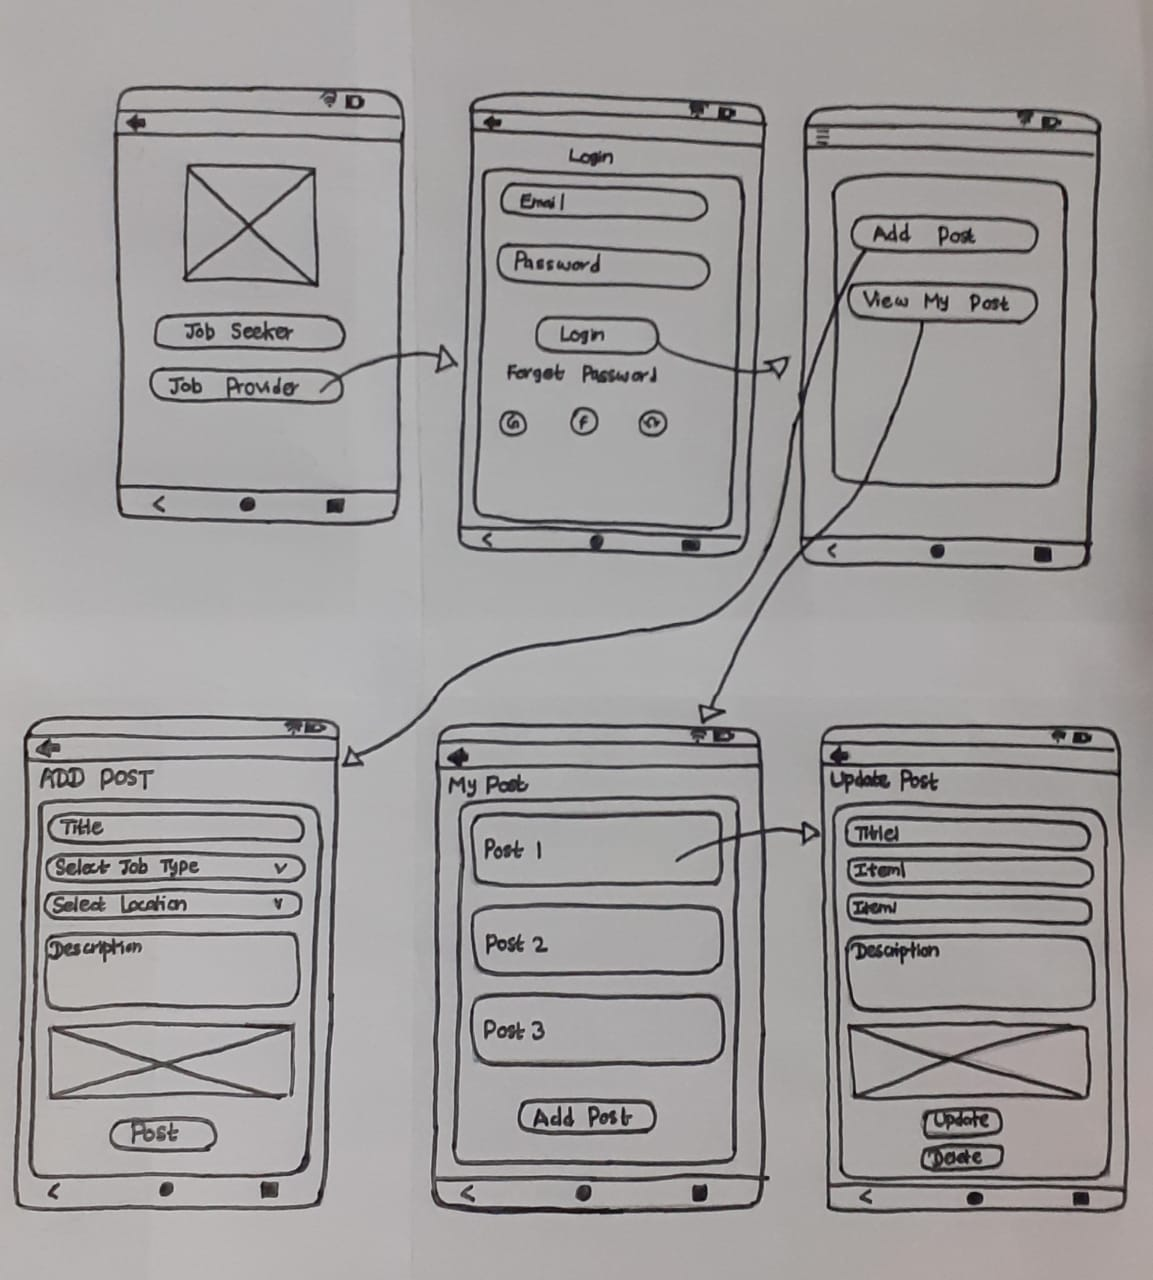 Job Seeker
Job Provider
Login
Email
Password
Login
Forget Password
G
f
Add Post
View My Post
ADD POST
Title
Select Job Type
Select Location
Description
Post
My Post
Post 1
Post 2
Post 3
Add Post
Update Post
Title1
Item1
Item1
Description
Update
Delete